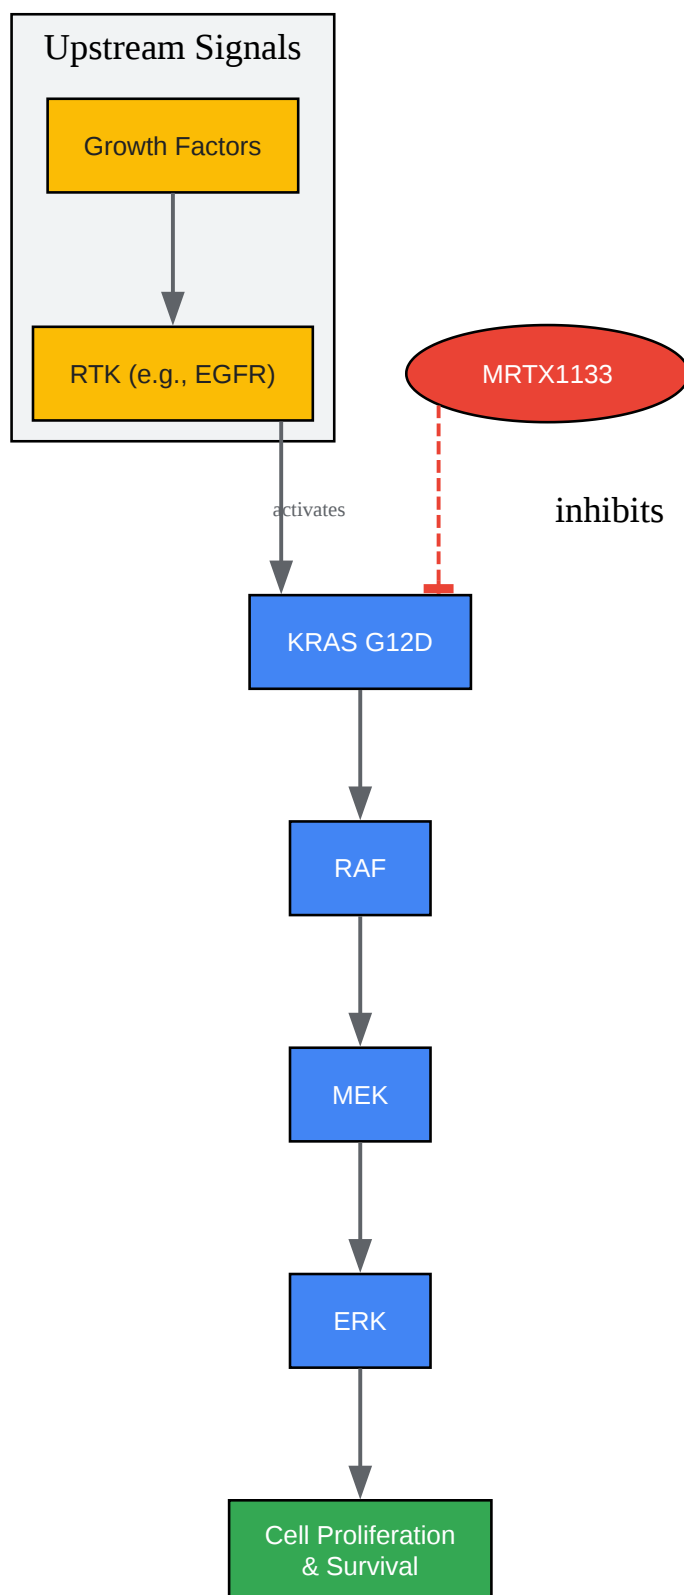 Upstream Signals
Growth Factors
RTK (e.g., EGFR)
MRTX1133
activates
inhibits
KRAS G12D
RAF
MEK
ERK
Cell Proliferation
& Survival